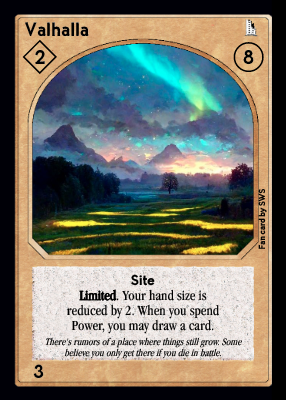 Valhalla
2
8
Fan card by SWS
Site
Limited. Your hand size is
reduced by 2. When you spend
Power, you may draw a card.
There's rumors of a place where things still grow. Some
believe you only get there if you die in battle.
3